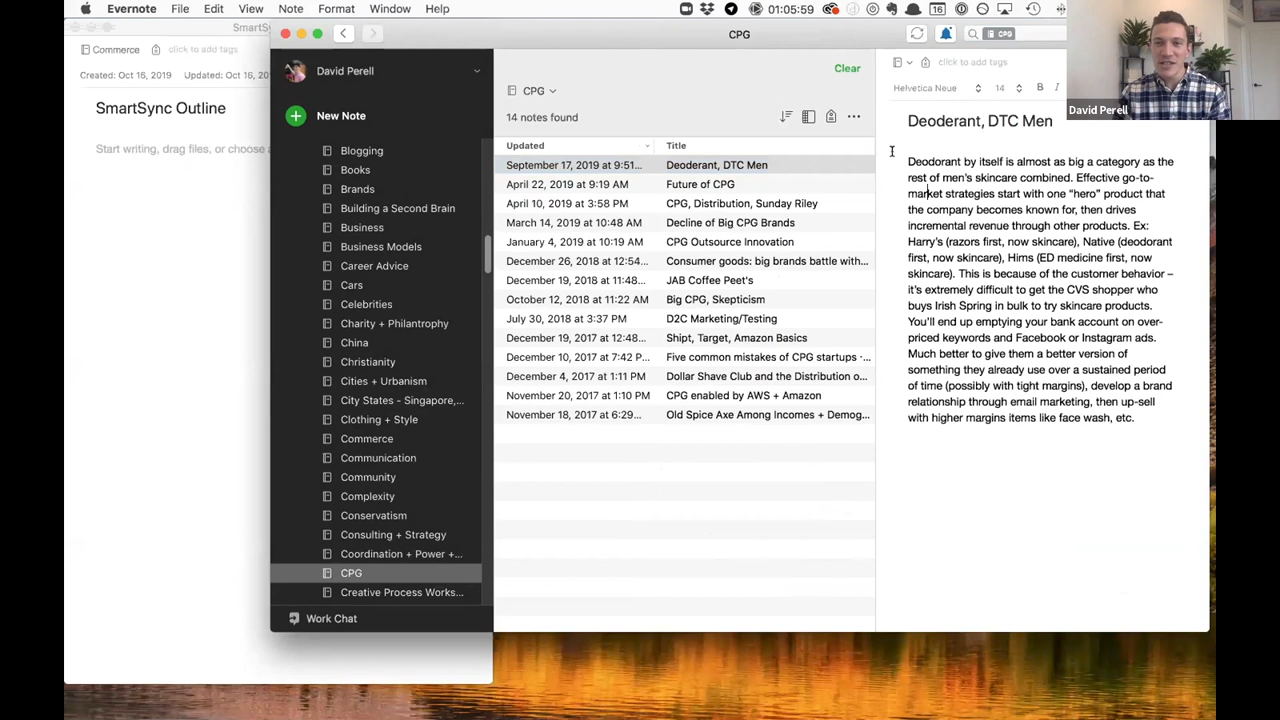 Evernote File Edit View Note Format Window Help 01:05:59 16
SmartSy
Commerce click to add tags
Created: Oct 16, 2019 Updated: Oct 16,
SmartSync Outline
Start writing, drag files, or choose a
CPG
CPG
David Perell
New Note
Blogging
Books
Brands
Building a Second Brain
Business
Business Models
Career Advice
Cars
Celebrities
Charity + Philanthropy
China
Christianity
Cities + Urbanism
City States - Singapore,...
Clothing + Style
Commerce
Communication
Community
Complexity
Conservatism
Consulting + Strategy
Coordination + Power +...
CPG
Creative Process Works...
Work Chat
Clear
CPG
14 notes found
Updated Title
September 17, 2019 at 9:51... Deoderant, DTC Men
April 22, 2019 at 9:19 AM Future of CPG
April 10, 2019 at 3:58 PM CPG, Distribution, Sunday Riley
March 14, 2019 at 10:49 AM Decline of Big CPG Brands
January 4, 2019 at 10:19 AM CPG Outsource Innovation
December 26, 2018 at 12:54... Consumer goods: big brands battle with...
December 19, 2018 at 11:48... JAB Coffee Peet's
October 12, 2018 at 11:22 AM Big CPG, Skepticism
July 30, 2018 at 3:37 PM D2C Marketing/Testing
December 19, 2017 at 12:48... Shipt, Target, Amazon Basics
December 10, 2017 at 7:42 P... Five common mistakes of CPG startups -...
December 4, 2017 at 1:11 PM Dollar Shave Club and the Distribution o...
November 20, 2017 at 1:10 PM CPG enabled by AWS + Amazon
November 18, 2017 at 6:29... Old Spice Axe Among Incomes + Demog...
click to add tags
Helvetica Neue 14 B I
David Perell
Deoderant, DTC Men
Deodorant by itself is almost as big a category as the
rest of men's skincare combined. Effective go-to-
market strategies start with one “hero” product that
the company becomes known for, then drives
incremental revenue through other products. Ex:
Harry's (razors first, now skincare), Native (deodorant
first, now skincare), Hims (ED medicine first, now
skincare). This is because of the customer behavior –
it's extremely difficult to get the CVS shopper who
buys Irish Spring in bulk to try skincare products.
You'll end up emptying your bank account on over-
priced keywords and Facebook or Instagram ads.
Much better to give them a better version of
something they already use over a sustained period
of time (possibly with tight margins), develop a brand
relationship through email marketing, then up-sell
with higher margins items like face wash, etc.